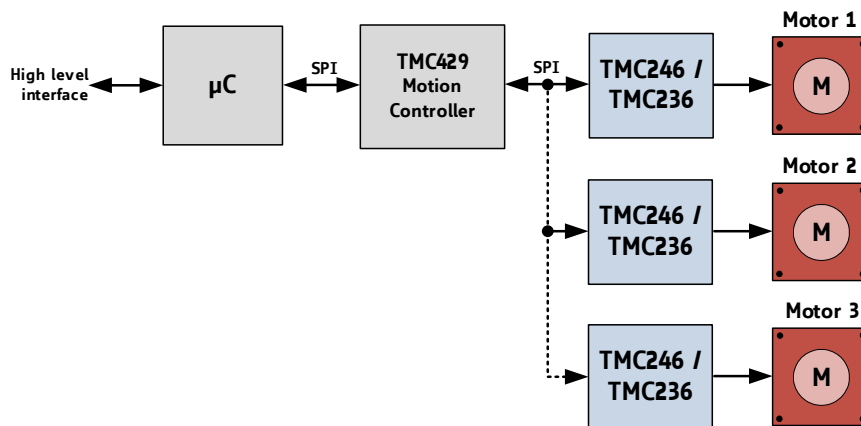 Motor 1
High level
interface
µC
SPI
TMC429
Motion
Controller
SPI
TMC246 /
TMC236
M
Motor 2
TMC246 /
TMC236
M
Motor 3
TMC246 /
TMC236
M